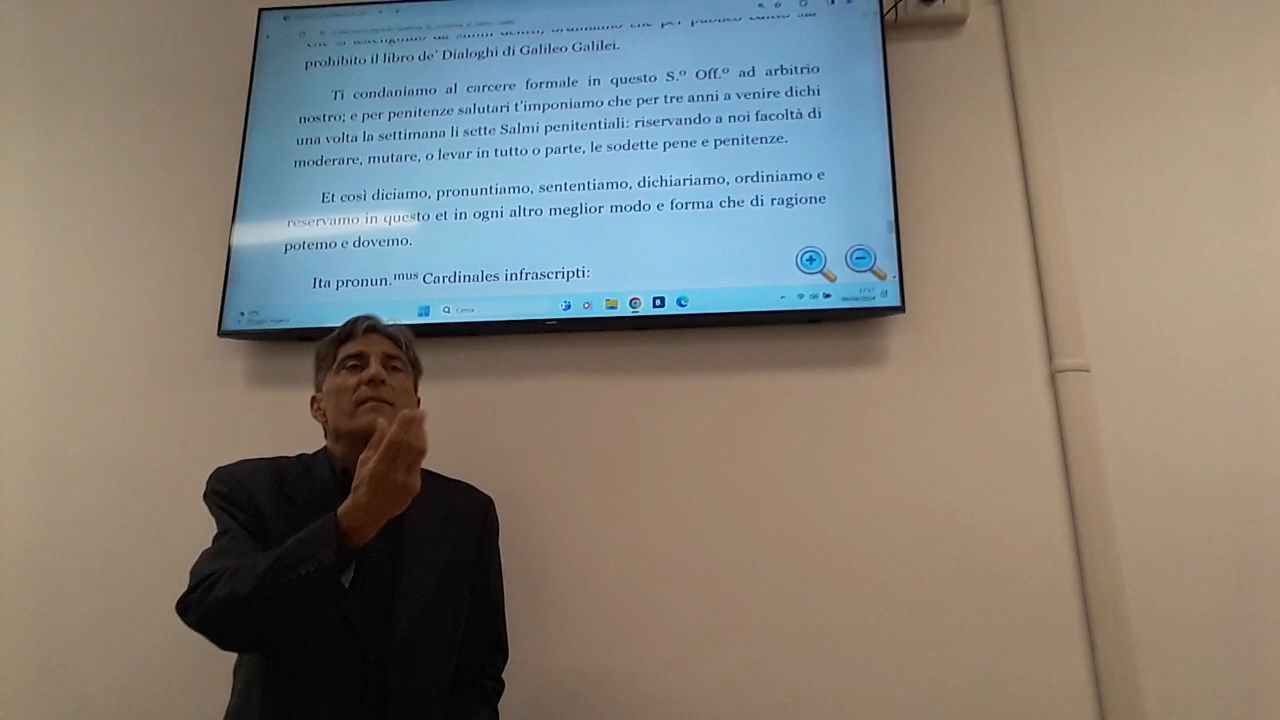 prohibito il libro de' Dialoghi di Galileo Galilei.
Ti condaniamo al carcere formale in questo S.º Off.º ad arbitrio
nostro; e per penitenze salutari t'imponiamo che per tre anni a venire dichi
una volta la settimana li sette Salmi penitentiali: riservando a noi facoltà di
moderare, mutare, o levar in tutto o parte, le sodette pene e penitenze.
Et così diciamo, pronuntiamo, sententiamo, dichiariamo, ordiniamo e
reservamo in questo et in ogni altro meglior modo e forma che di ragione
potemo e dovemo.
Ita pronun.mus Cardinales infrascripti:
Cerca
17:17